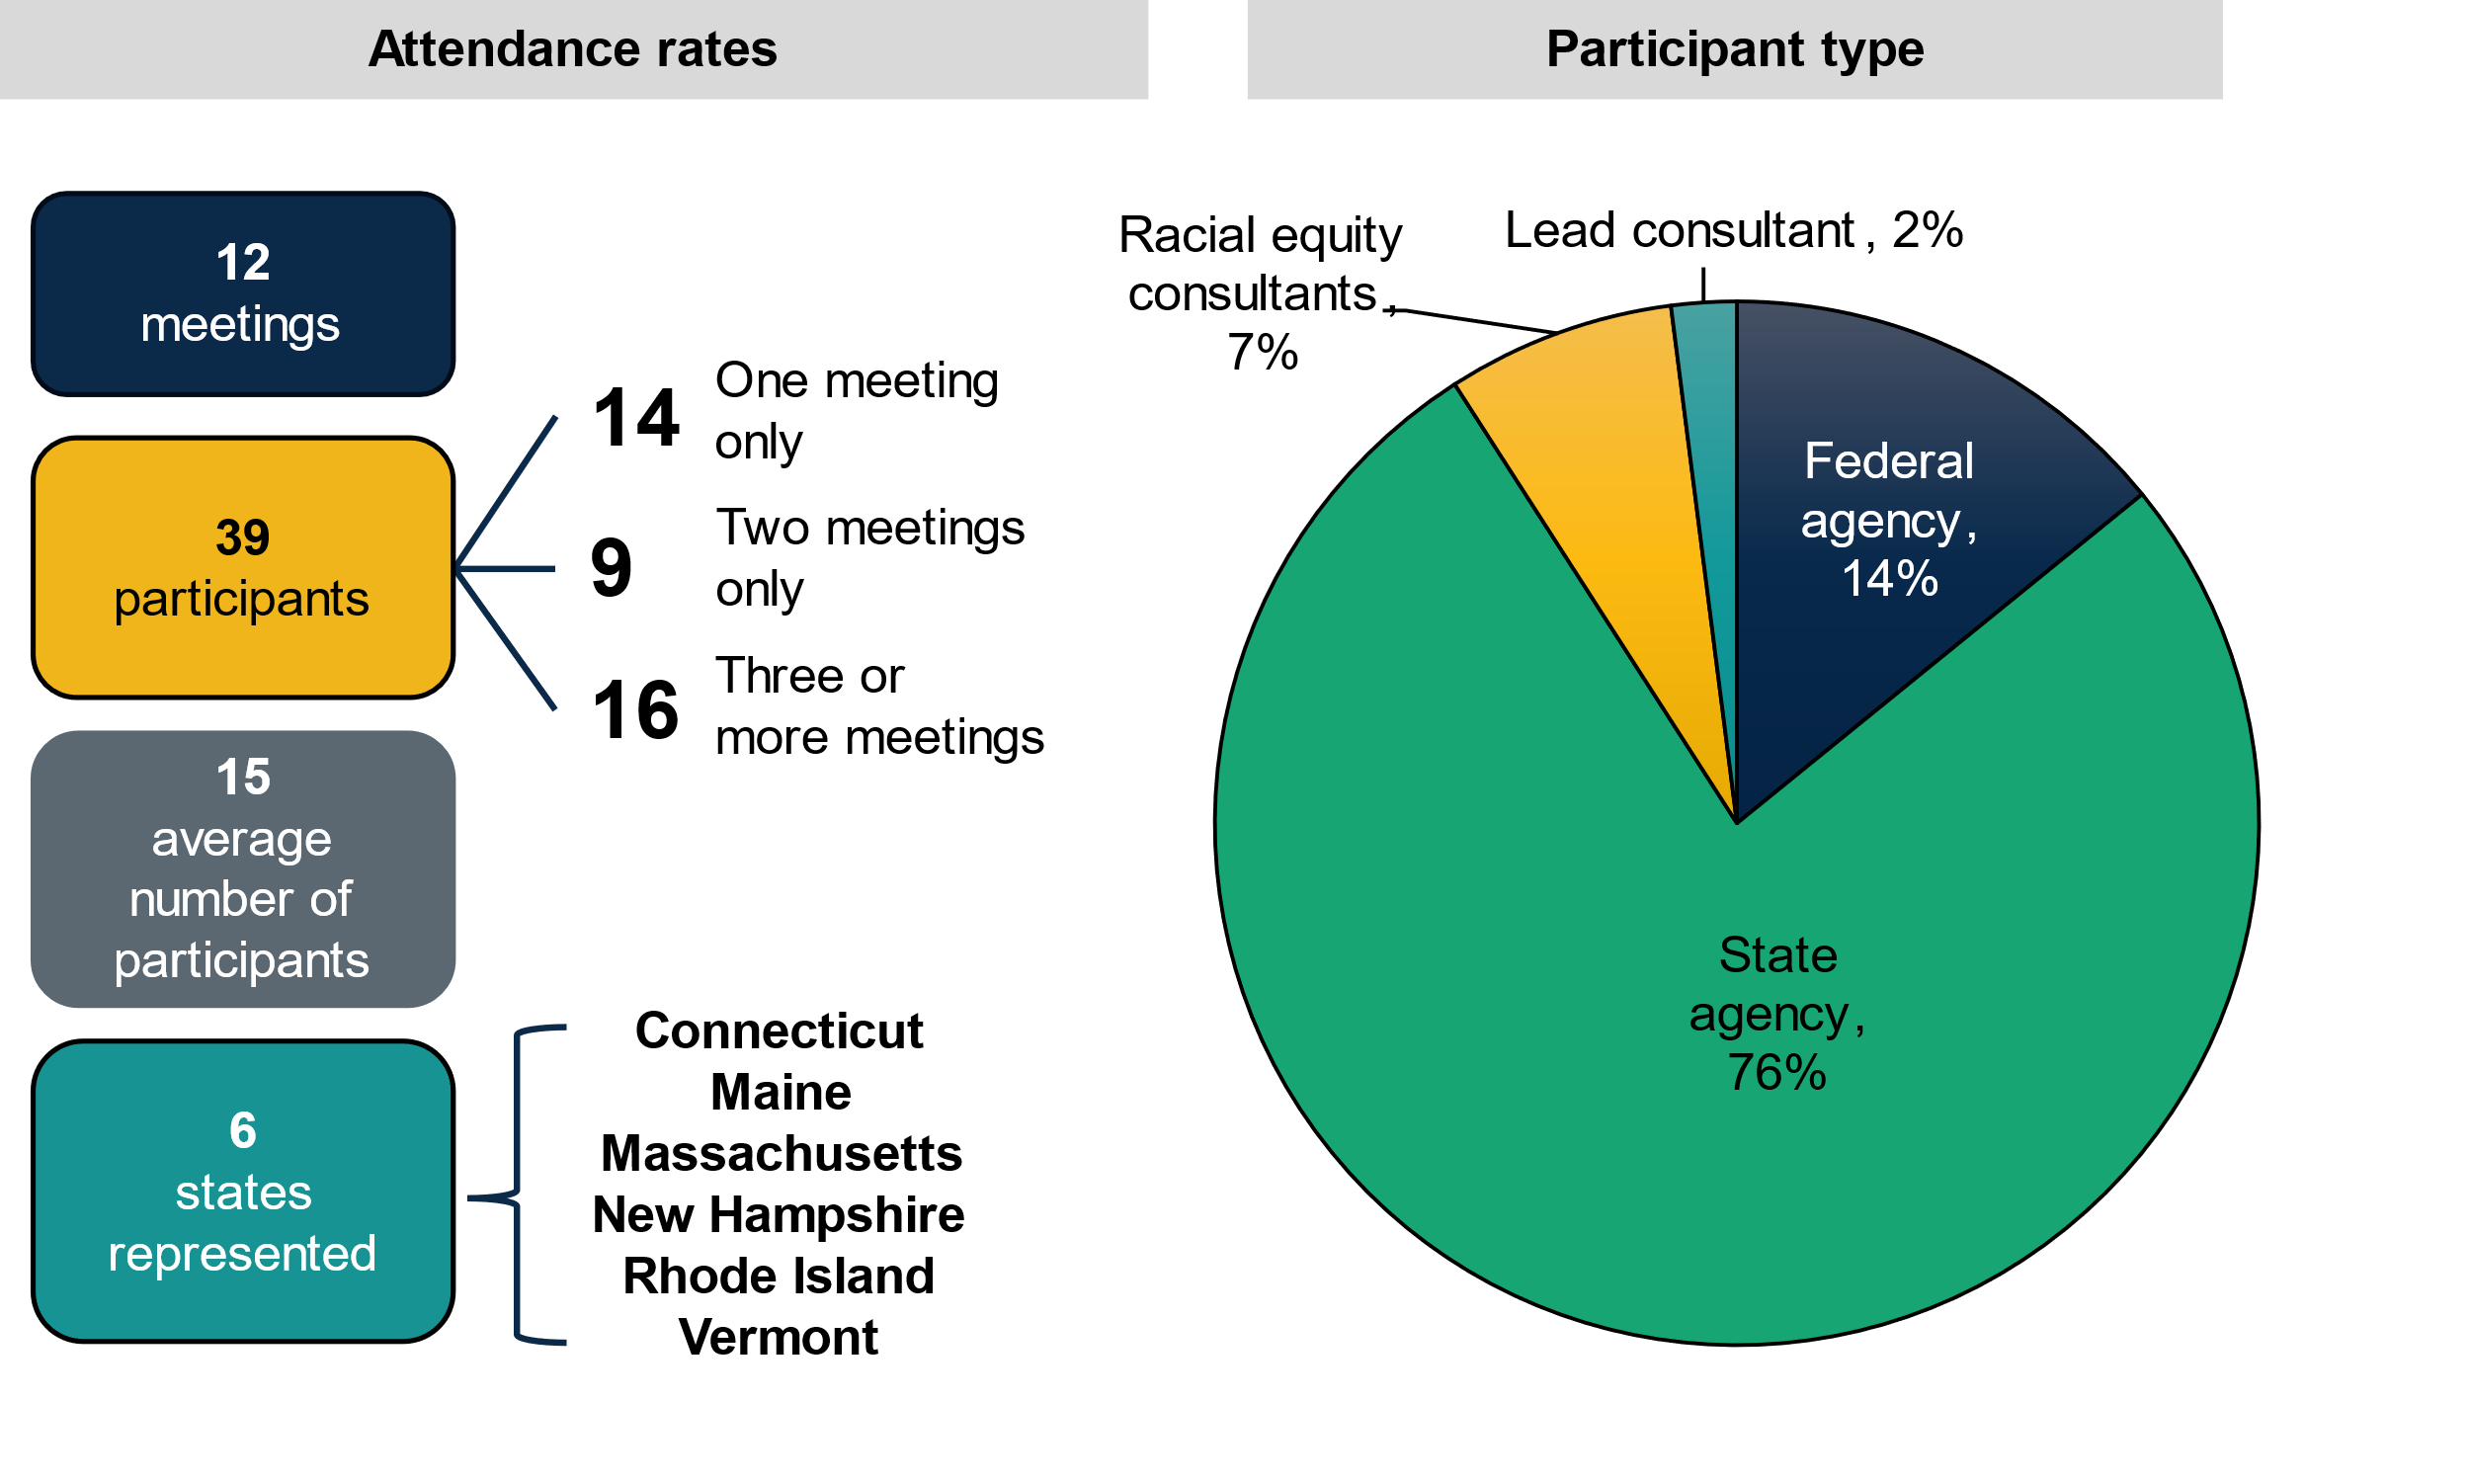 Attendance rates
12
meetings
39
participants
14
One meeting
only
9
Two meetings
only
16
Three or
more meetings
15
average
number of
participants
6
states
represented
Connecticut
Maine
Massachusetts
New Hampshire
Rhode Island
Vermont
Participant type
Racial equity
consultants,
7%
Lead consultant, 2%
Federal
agency,
14%
State
agency,
76%